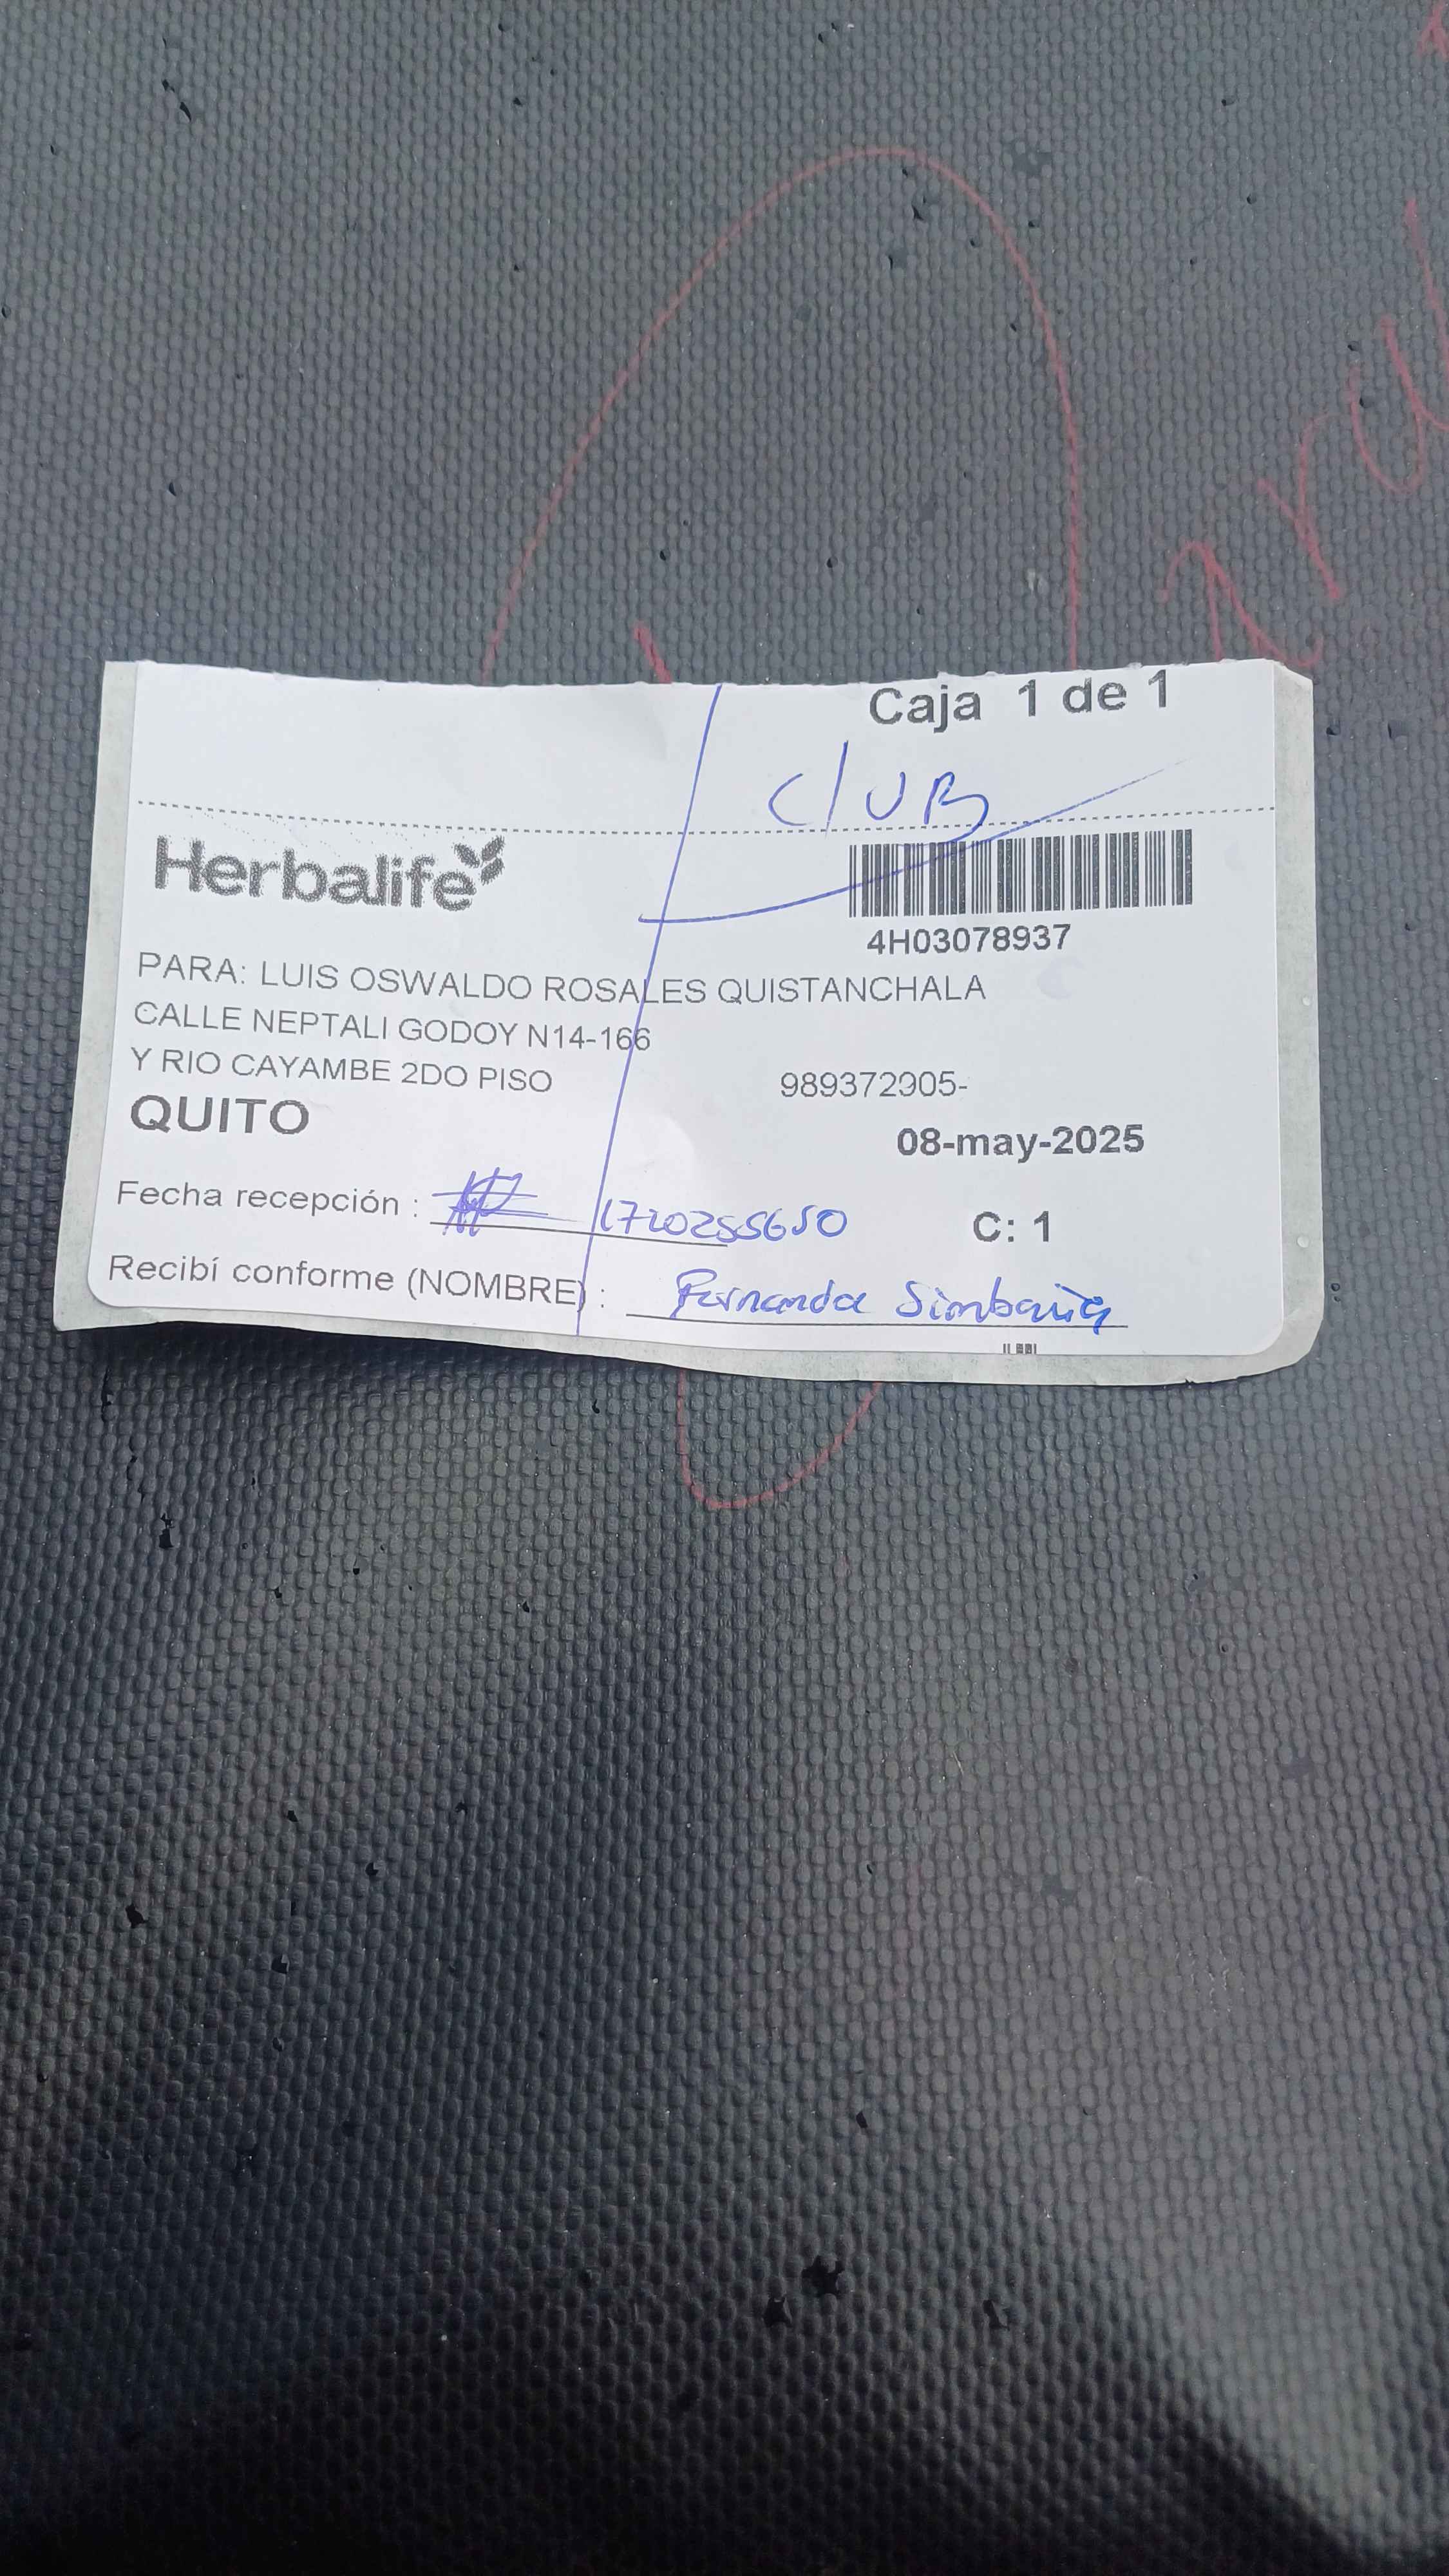 Caja 1 de 1
ClUB
Herbalife
4H03078937
PARA: LUIS OSWALDO ROSALES QUISTANCHALA
CALLE NEPTALI GODOY N14-166
Y RIO CAYAMBE 2DO PISO
989372905-
QUITO
08-may-2025
Fecha recepción : 1720255650
C: 1
Recibí conforme (NOMBRE) : Fernanda Simbaña